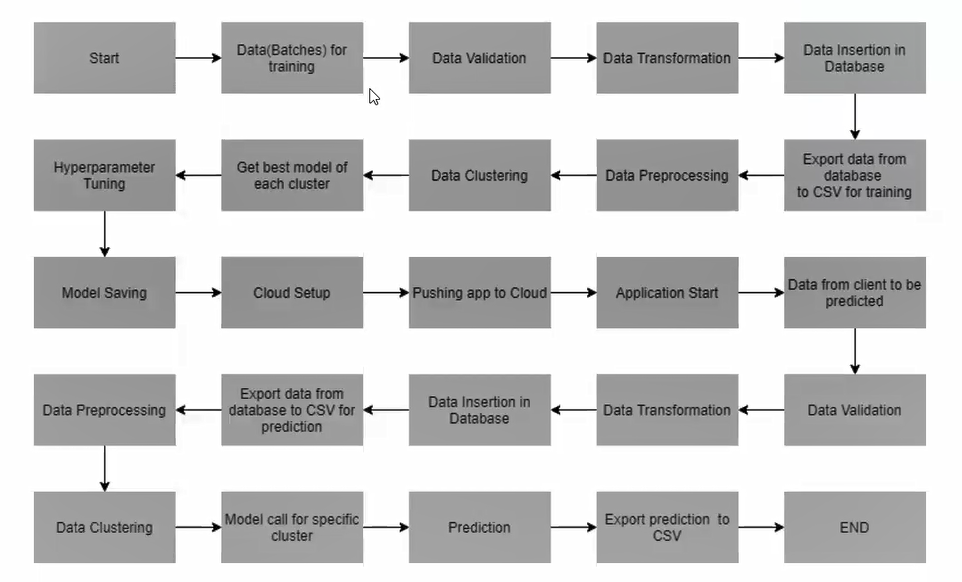 Start
Data(Batches) for
training
Data Validation
Data Transformation
Data Insertion in
Database
Hyperparameter
Tuning
Get best model of
each cluster
Data Clustering
Data Preprocessing
Export data from
database
to CSV for training
Model Saving
Cloud Setup
Pushing app to Cloud
Application Start
Data from client to be
predicted
Data Preprocessing
Export data from
database to CSV for
prediction
Data Insertion in
Database
Data Transformation
Data Validation
Data Clustering
Model call for specific
cluster
Prediction
Export prediction to
CSV
END